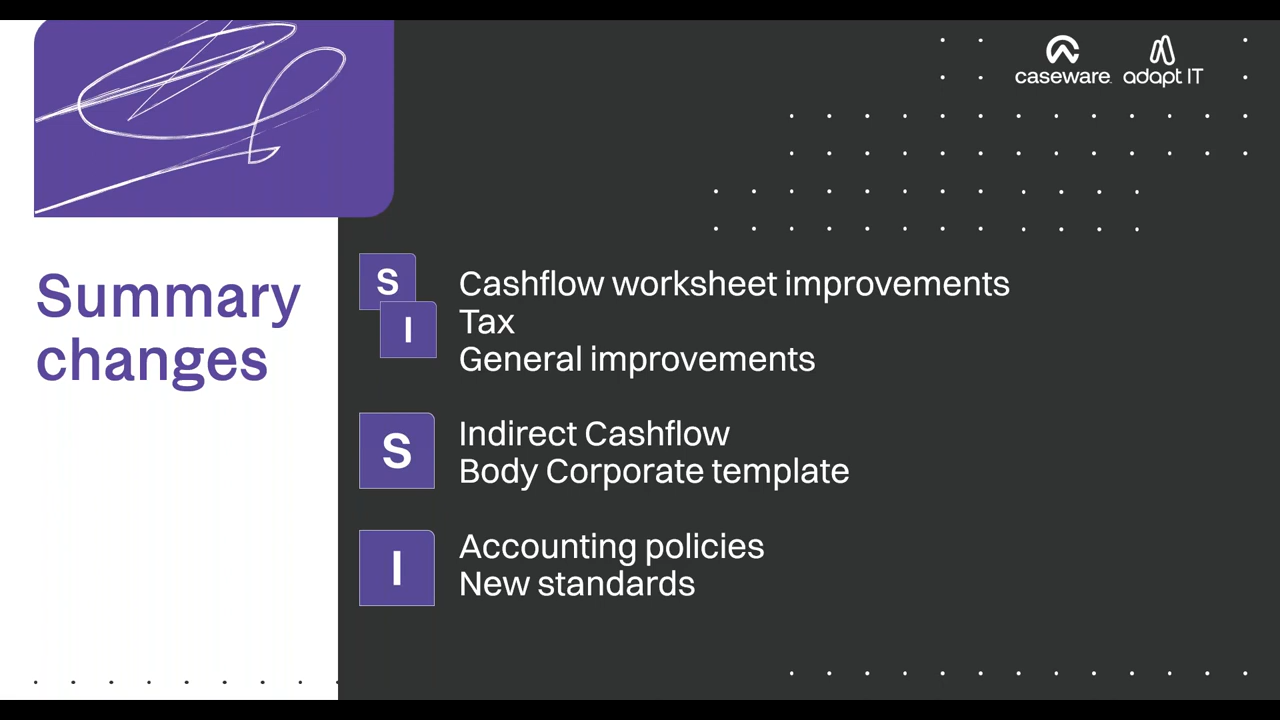 caseware. adapt IT
Summary
changes
S
I
Cashflow worksheet improvements
Tax
General improvements
S
Indirect Cashflow
Body Corporate template
I
Accounting policies
New standards